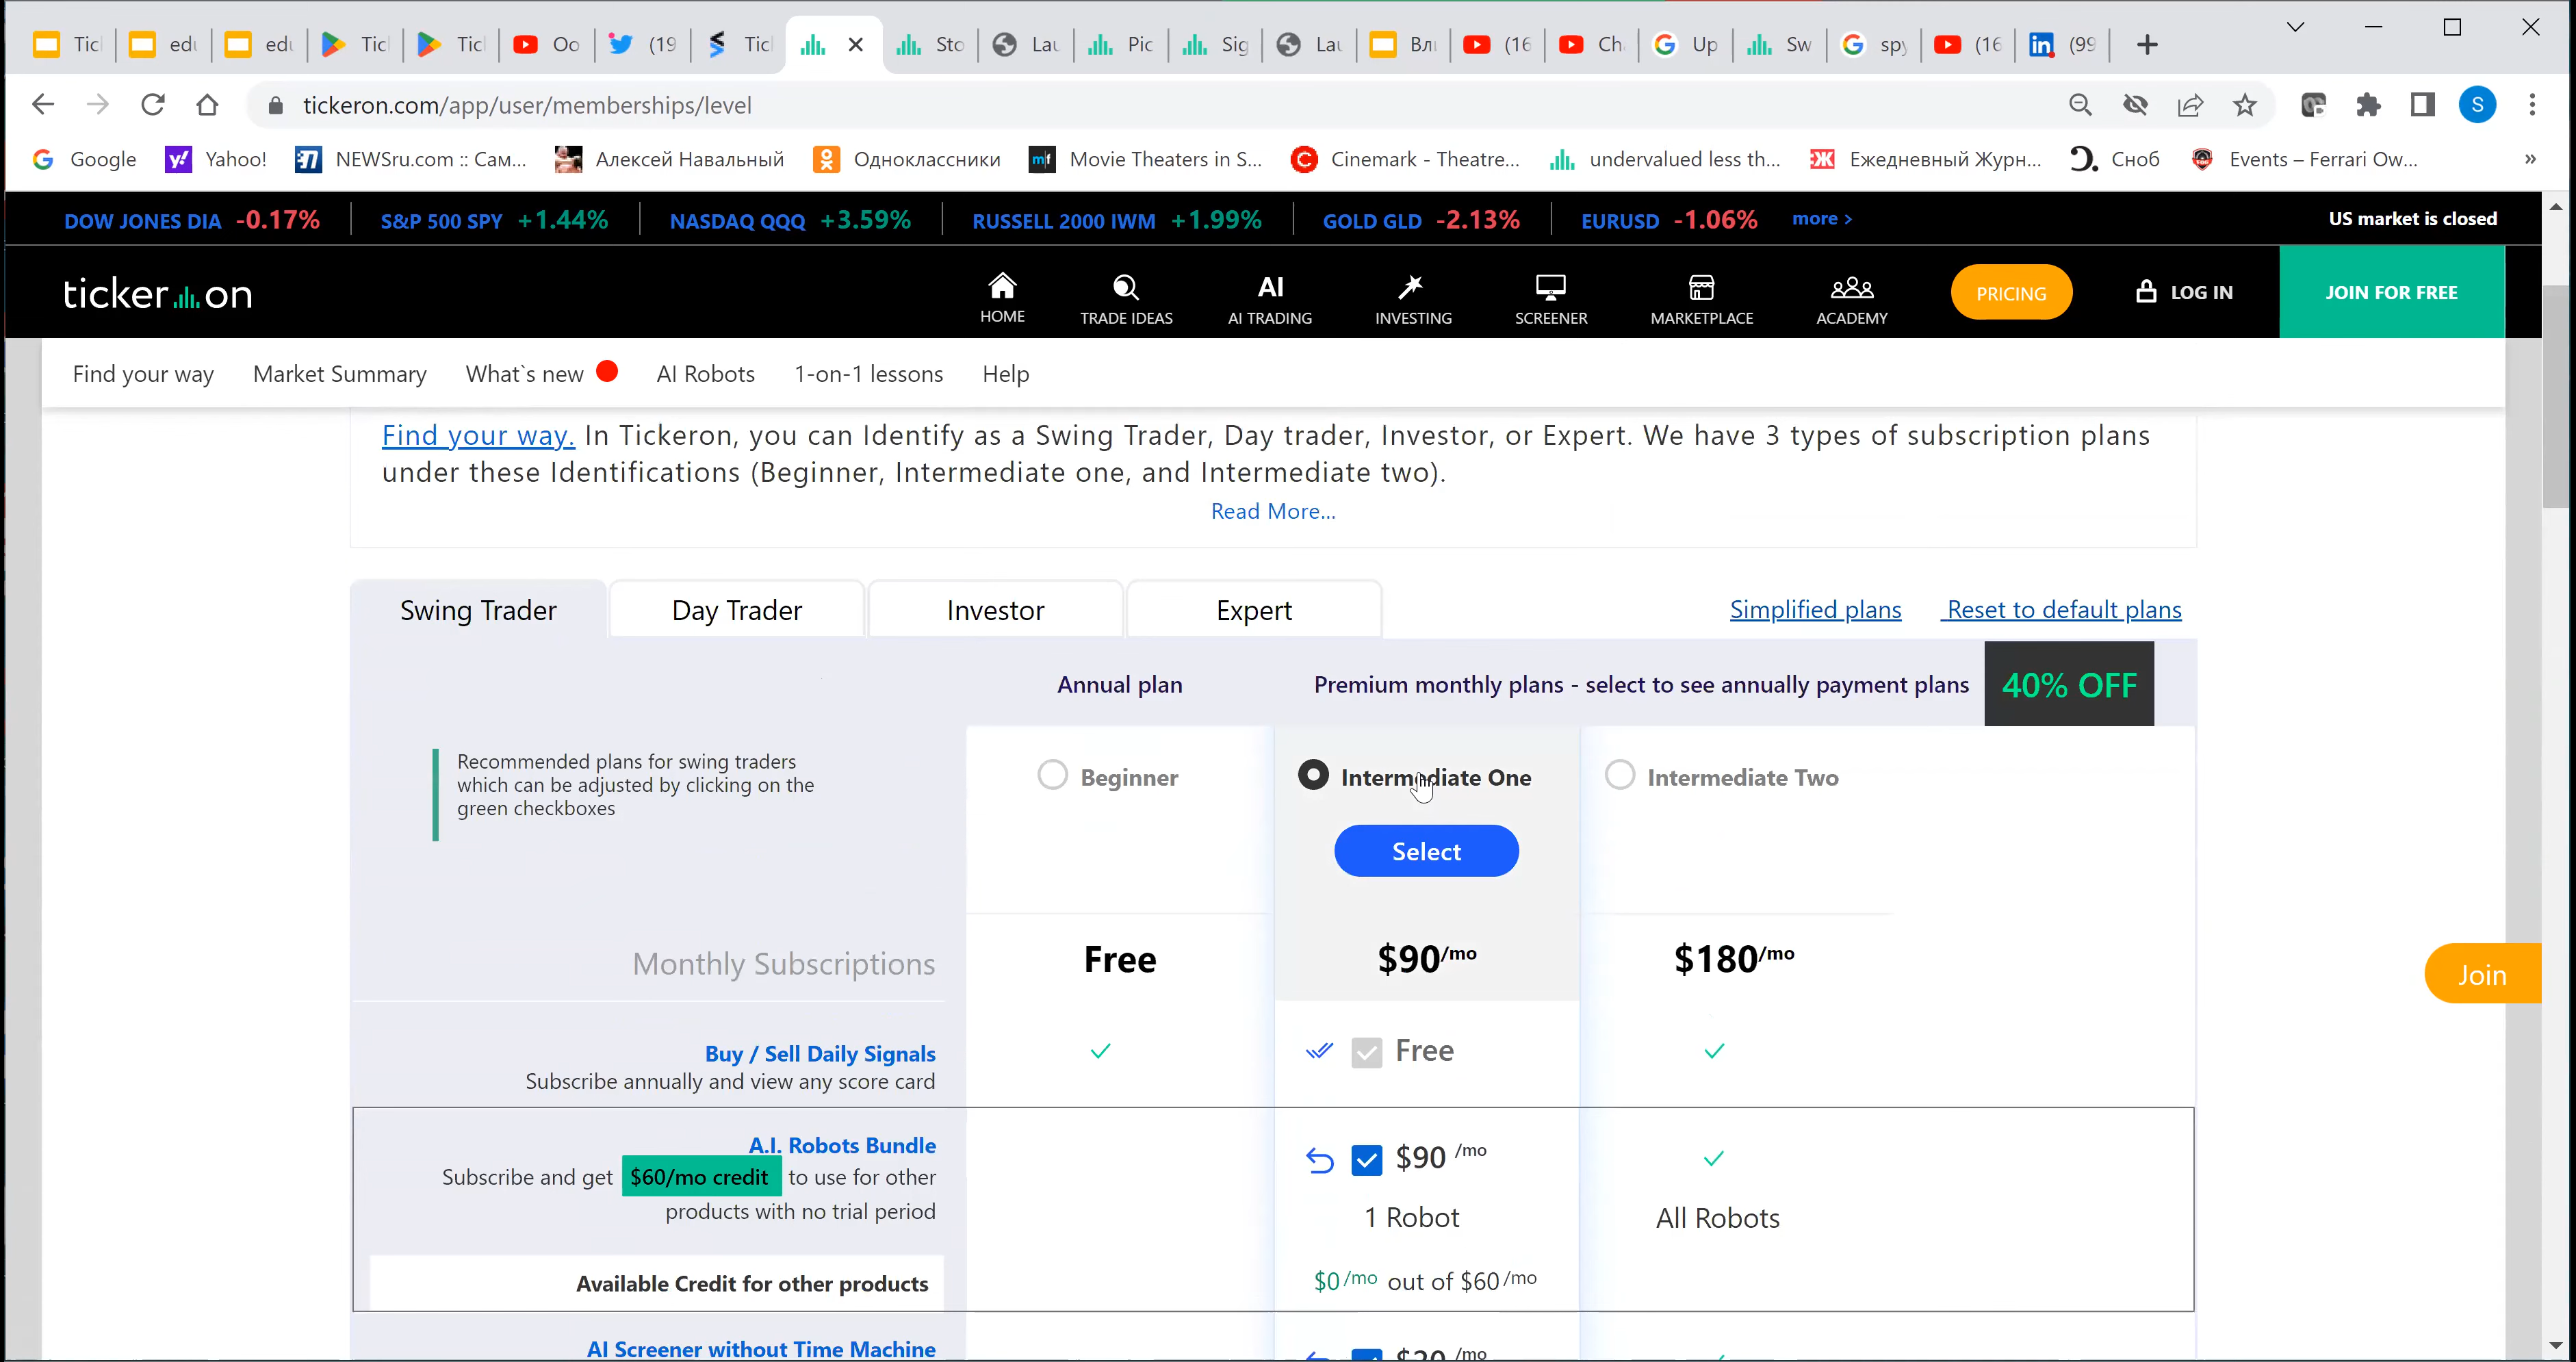 Tic
edu
edu
Tic
Tic
Oo
(19
Tic
Sto
Lau
Pic
Sig
Lau
Вли
(16
Ch
Up
Sw
spy
(16
(99
tickeron.com/app/user/memberships/level
S
Google
Yahoo!
NEWSru.com :: Сам...
Алексей Навальный
Одноклассники
Movie Theaters in S...
Cinemark - Theatre...
undervalued less th...
Ежедневный Журн...
Сноб
Events – Ferrari Ow...
»
DOW JONES DIA -0.17%
S&P 500 SPY +1.44%
NASDAQ QQQ +3.59%
RUSSELL 2000 IWM +1.99%
GOLD GLD -2.13%
EURUSD -1.06%
more >
US market is closed
tickeron
HOME
TRADE IDEAS
AI
AI TRADING
INVESTING
SCREENER
MARKETPLACE
ACADEMY
PRICING
LOG IN
JOIN FOR FREE
Find your way
Market Summary
What`s new
AI Robots
1-on-1 lessons
Help
Find your way. In Tickeron, you can Identify as a Swing Trader, Day trader, Investor, or Expert. We have 3 types of subscription plans
under these Identifications (Beginner, Intermediate one, and Intermediate two).
Read More...
Swing Trader
Day Trader
Investor
Expert
Simplified plans
Reset to default plans
Annual plan
Premium monthly plans - select to see annually payment plans
40% OFF
Recommended plans for swing traders
which can be adjusted by clicking on the
green checkboxes
Beginner
Intermediate One
Intermediate Two
Select
Monthly Subscriptions
Free
$90/mo
$180/mo
Buy / Sell Daily Signals
Subscribe annually and view any score card
Free
Join
A.I. Robots Bundle
Subscribe and get $60/mo credit to use for other
products with no trial period
$90 /mo
1 Robot
All Robots
Available Credit for other products
$0/mo out of $60/mo
AI Screener without Time Machine